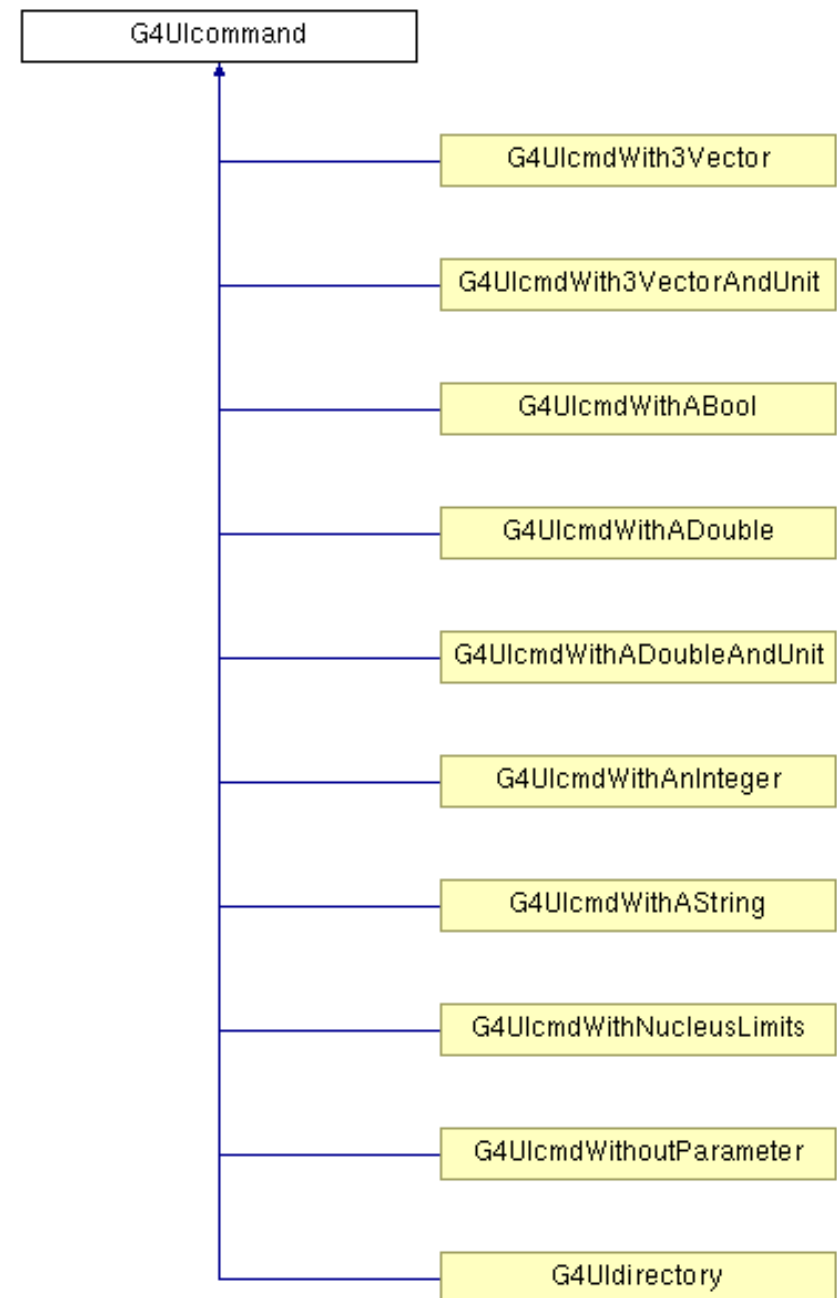 G4UIcommand
G4UIcmdWith3Vector
G4UIcmdWith3VectorAndUnit
G4UIcmdWithABool
G4UIcmdWithADouble
G4UIcmdWithADoubleAndUnit
G4UIcmdWithAnInteger
G4UIcmdWithAString
G4UIcmdWithNucleusLimits
G4UIcmdWithoutParameter
G4UIdirectory